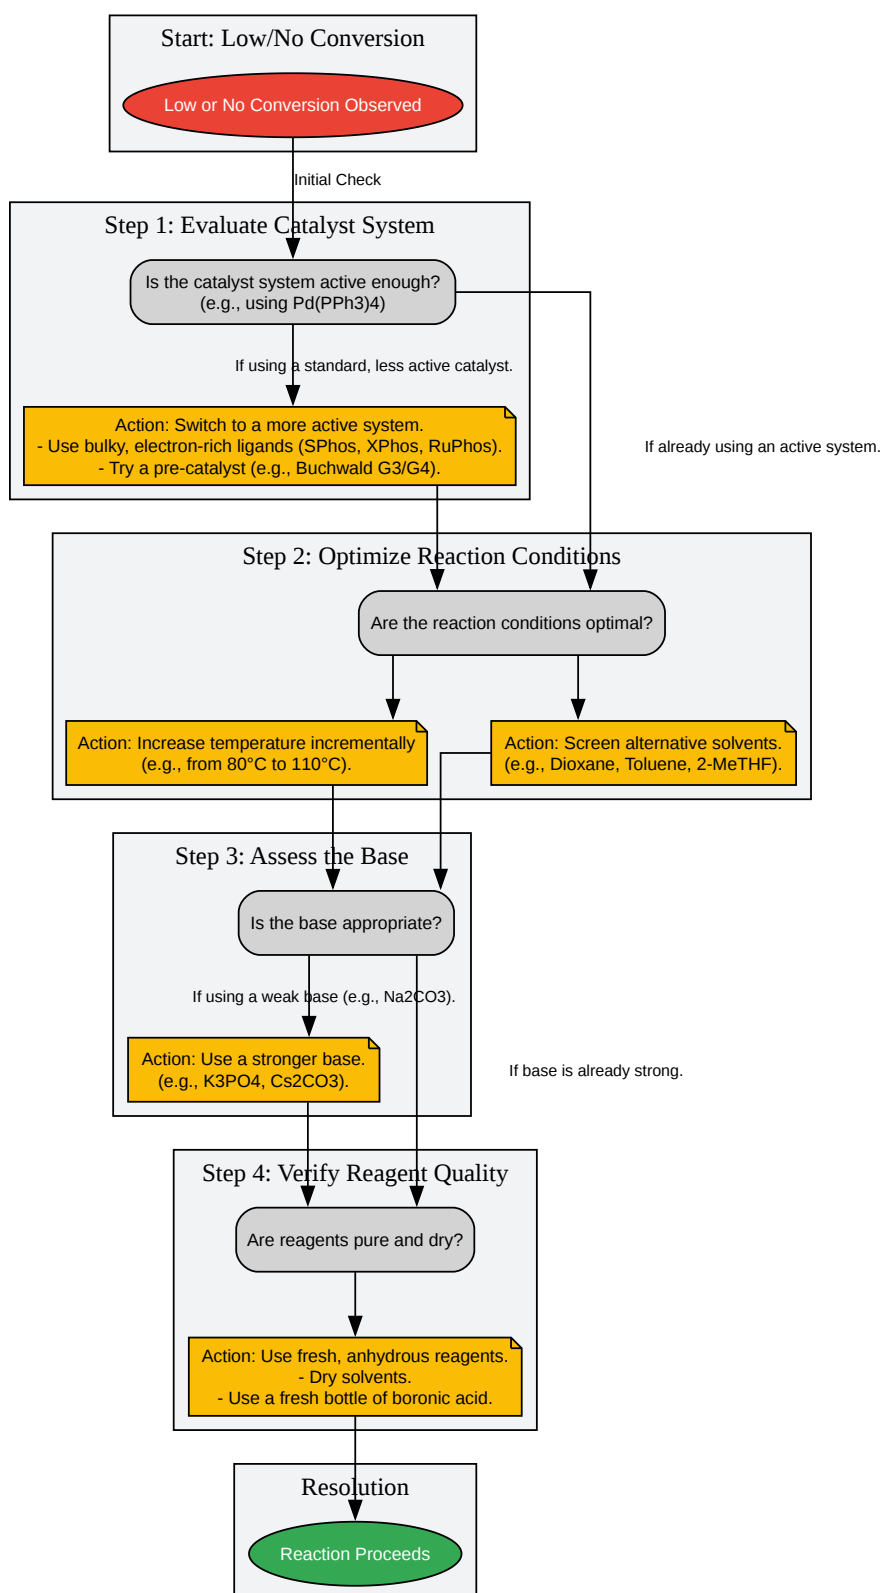 Start: Low/No Conversion
Low or No Conversion Observed
Initial Check
Step 1: Evaluate Catalyst System
Is the catalyst system active enough?
(e.g., using Pd(PPh3)4)
If using a standard, less active catalyst.
Action: Switch to a more active system.
- Use bulky, electron-rich ligands (SPhos, XPhos, RuPhos).
- Try a pre-catalyst (e.g., Buchwald G3/G4).
If already using an active system.
Step 2: Optimize Reaction Conditions
Are the reaction conditions optimal?
Action: Increase temperature incrementally
(e.g., from 80°C to 110°C).
Action: Screen alternative solvents.
(e.g., Dioxane, Toluene, 2-MeTHF).
Step 3: Assess the Base
Is the base appropriate?
If using a weak base (e.g., Na2CO3).
Action: Use a stronger base.
(e.g., K3PO4, Cs2CO3).
If base is already strong.
Step 4: Verify Reagent Quality
Are reagents pure and dry?
Action: Use fresh, anhydrous reagents.
- Dry solvents.
- Use a fresh bottle of boronic acid.
Resolution
Reaction Proceeds